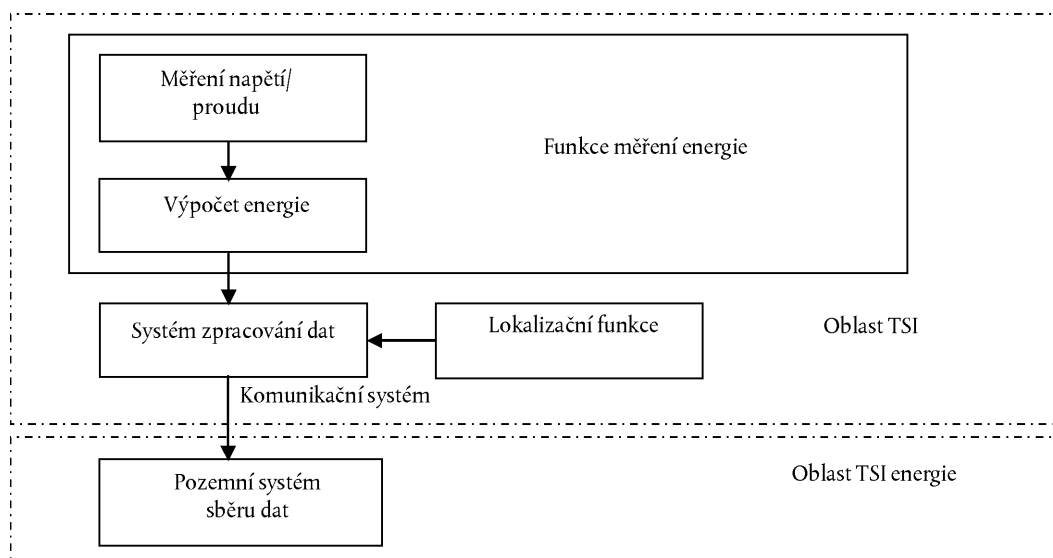 Měření napětí/
proudu
Funkce měření energie
Výpočet energie
Systém zpracování dat
Lokalizační funkce
Oblast TSI
Komunikační systém
Pozemní systém
sběru dat
Oblast TSI energie